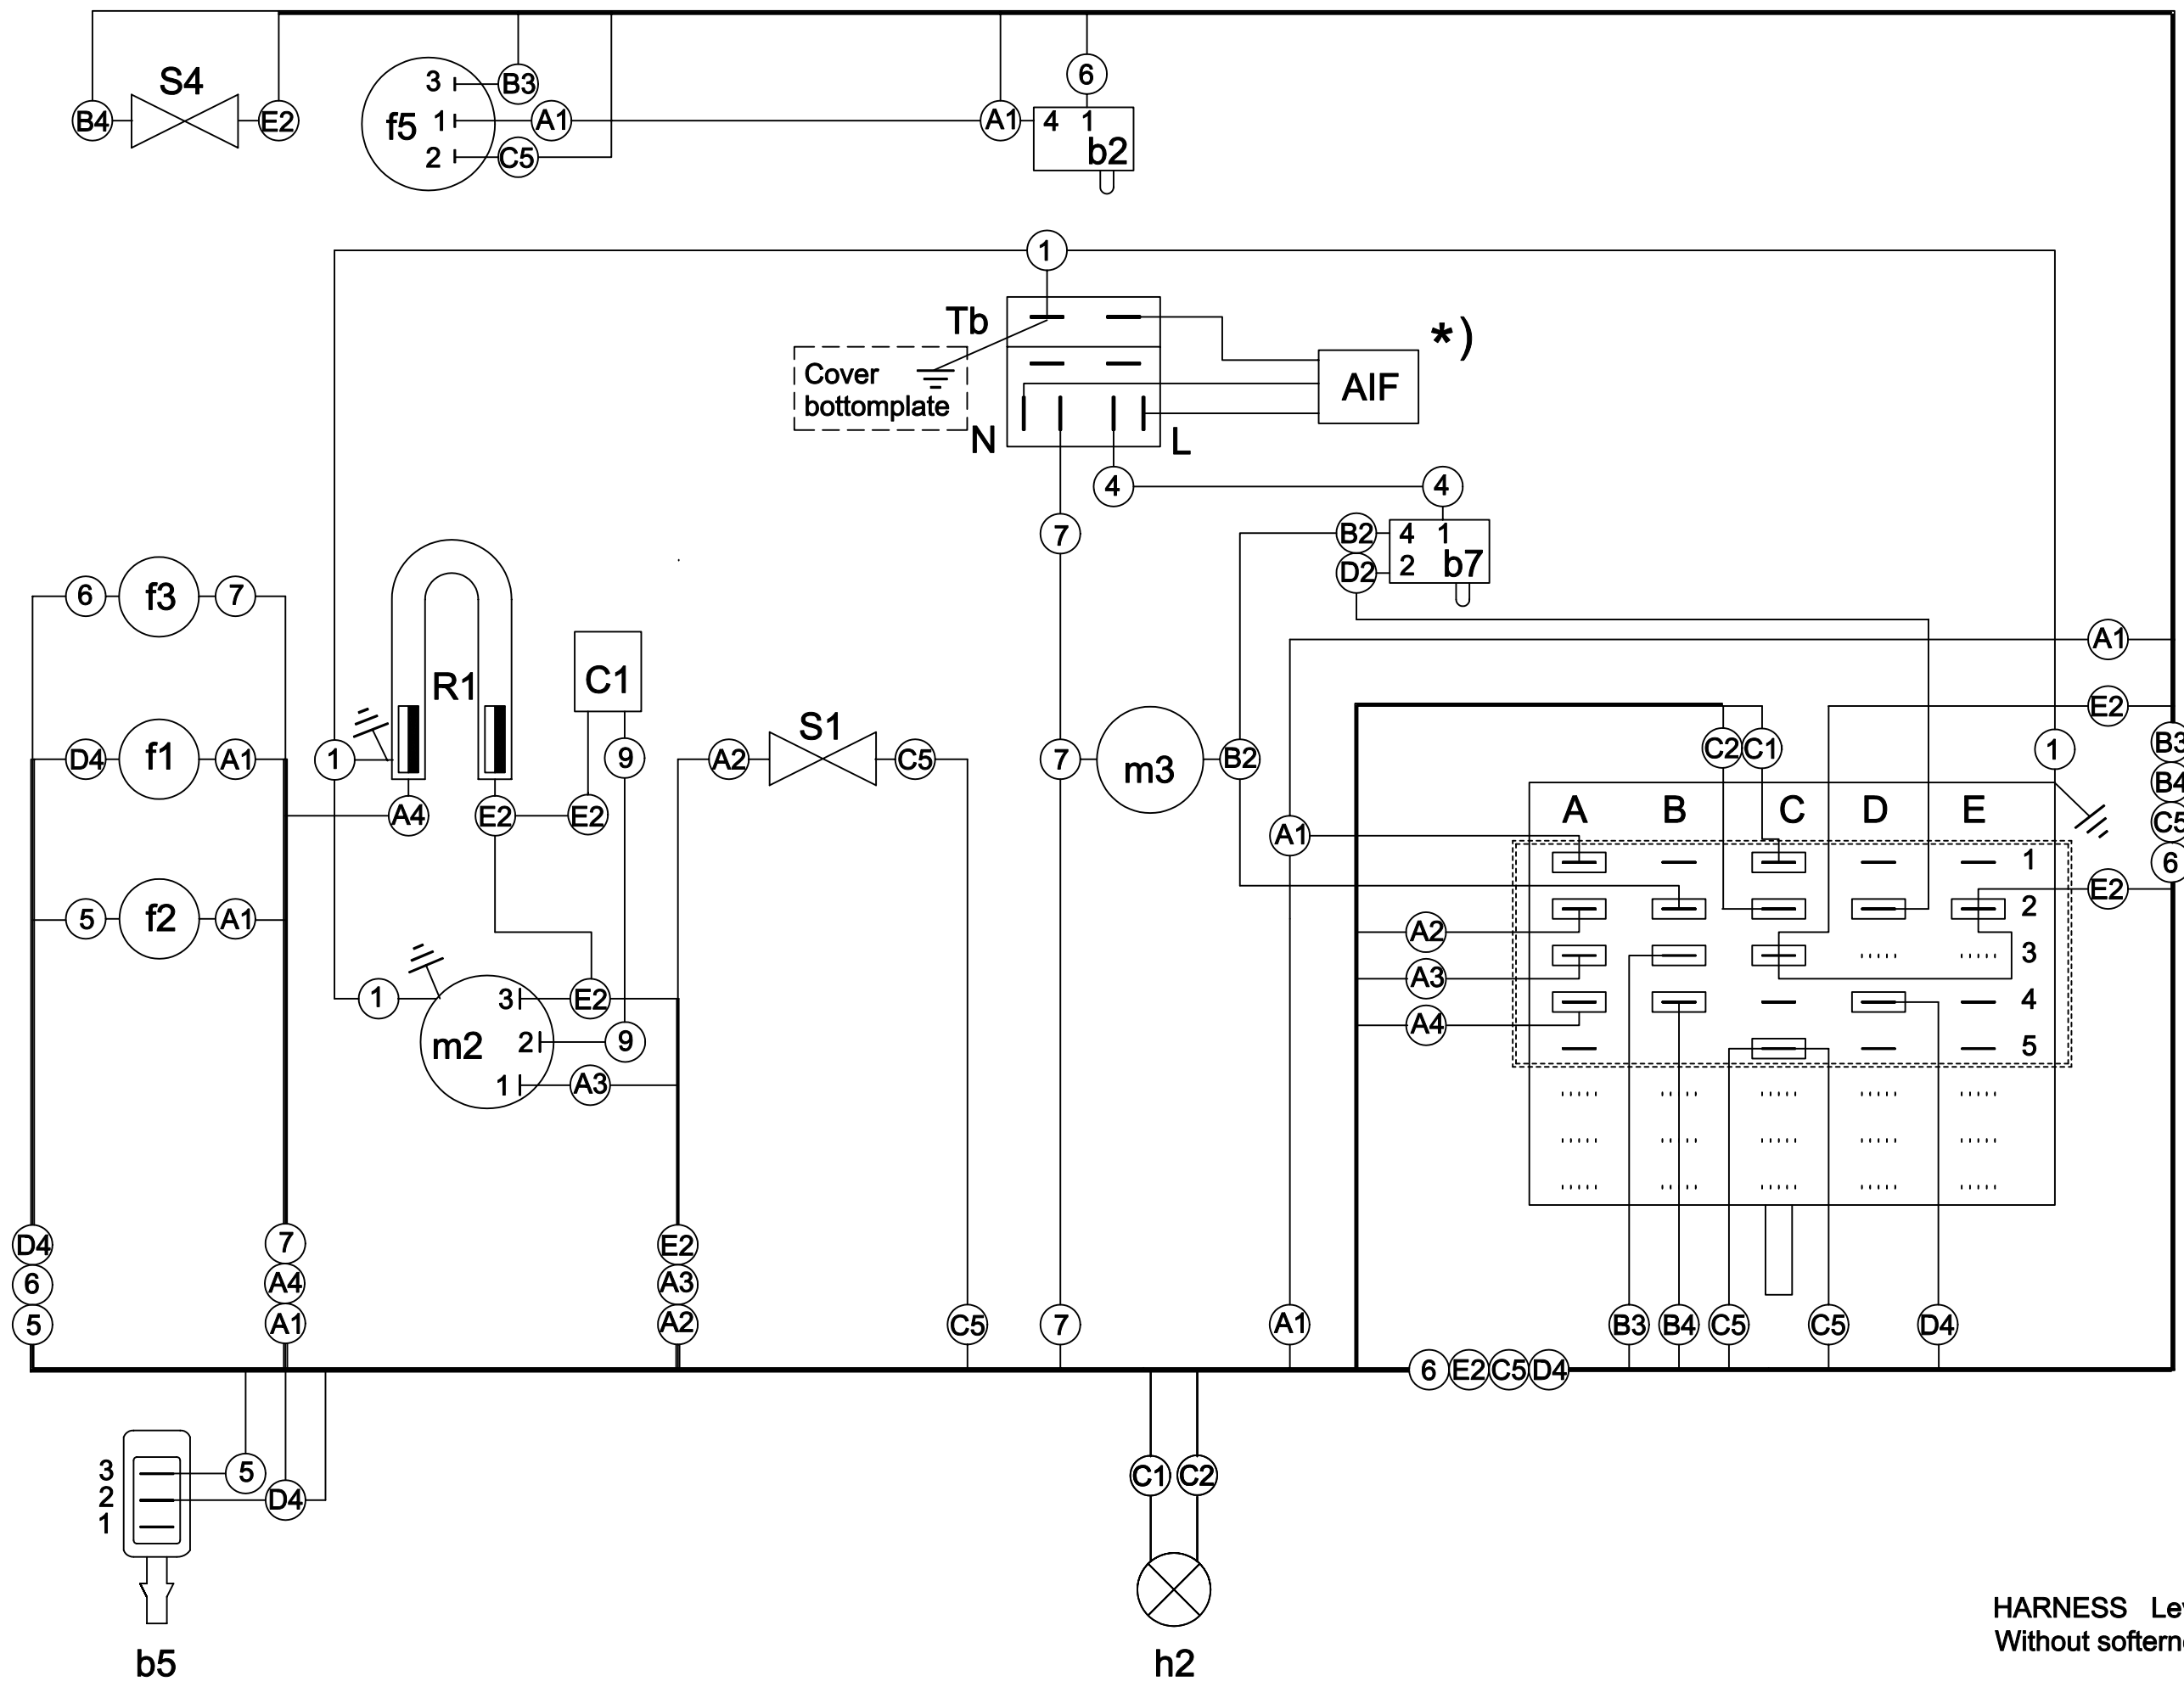 S4
B4
E2
3
B3
f5
1
A1
2
C5
6
A1
4 1
b2
1
Tb
*)
Cover
bottomplate
AIF
N
L
4
4
7
B2
4 1
D2
2
b7
6
f3
7
A1
R1
C1
E2
S1
C2
C1
1
B3
D4
f1
A1
1
9
A2
C5
7
m3
B2
B4
A4
E2
E2
A
B
C
D
E
C5
A1
1
6
5
f2
A1
E2
2
A2
3
A3
1
3
E2
4
A4
m2
2
9
5
1
A3
D4
7
E2
6
A4
A3
5
A1
A2
C5
7
A1
B3
B4
C5
C5
D4
6
E2
C5
D4
3
5
C1
C2
2
D4
1
HARNESS
Without
b5
h2